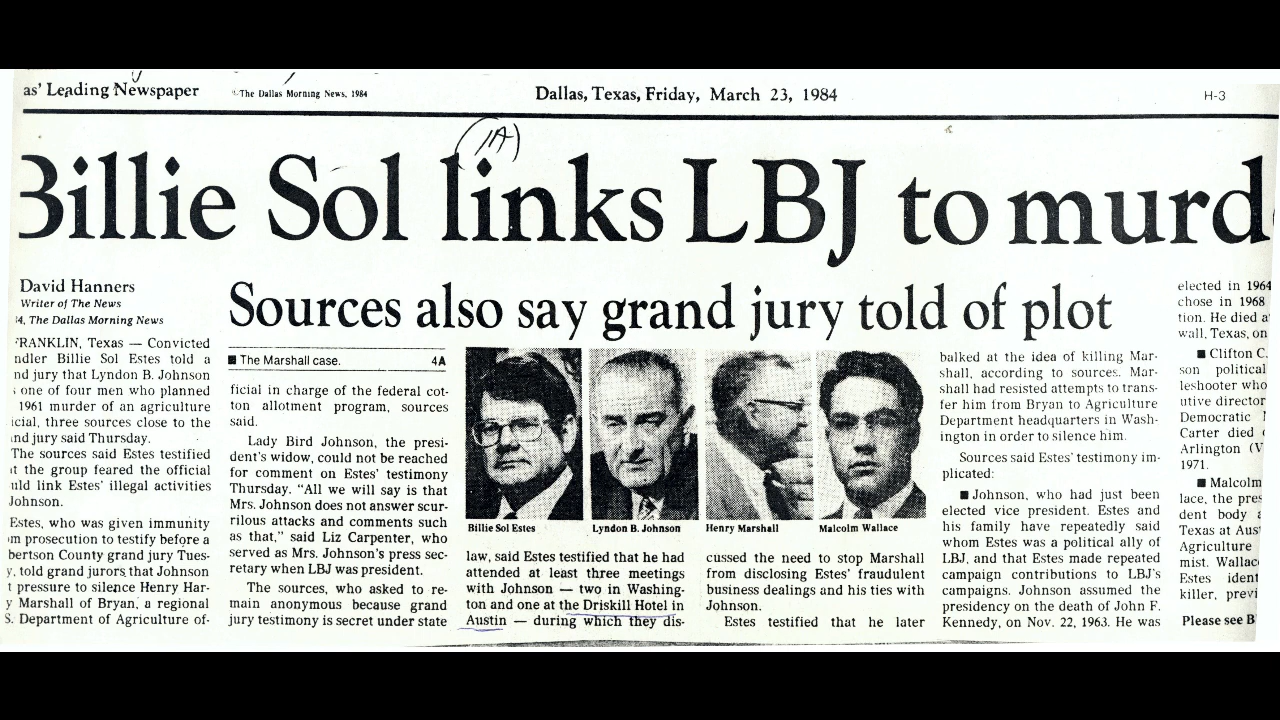 as' Leading Newspaper
©The Dallas Morning News, 1984
Dallas, Texas, Friday, March 23, 1984
H-3
(1A)
Billie Sol links LBJ to murd
David Hanners
Writer of The News
4, The Dallas Morning News
Sources also say grand jury told of plot
RANKLIN, Texas — Convicted
ndler Billie Sol Estes told a
nd jury that Lyndon B. Johnson
one of four men who planned
1961 murder of an agriculture
icial, three sources close to the
and jury said Thursday.
The sources said Estes testified
t the group feared the official
uld link Estes' illegal activities
Johnson.
Estes, who was given immunity
m prosecution to testify before a
bertson County grand jury Tues-
y, told grand jurors that Johnson
t pressure to silence Henry Har-
y Marshall of Bryan, a regional
S. Department of Agriculture of-
■ The Marshall case. 4A
ficial in charge of the federal cot-
ton allotment program, sources
said.
Lady Bird Johnson, the presi-
dent's widow, could not be reached
for comment on Estes' testimony
Thursday. "All we will say is that
Mrs. Johnson does not answer scur-
rilous attacks and comments such
as that," said Liz Carpenter, who
served as Mrs. Johnson's press sec-
retary when LBJ was president.
The sources, who asked to re-
main anonymous because grand
jury testimony is secret under state
Billie Sol Estes
Lyndon B. Johnson
Henry Marshall
Malcolm Wallace
law, said Estes testified that he had
attended at least three meetings
with Johnson — two in Washing-
ton and one at the Driskill Hotel in
Austin — during which they dis-
cussed the need to stop Marshall
from disclosing Estes' fraudulent
business dealings and his ties with
Johnson.
Estes testified that he later
balked at the idea of killing Mar-
shall, according to sources. Mar-
shall had resisted attempts to trans-
fer him from Bryan to Agriculture
Department headquarters in Wash-
ington in order to silence him.
Sources said Estes' testimony im-
plicated:
■ Johnson, who had just been
elected vice president. Estes and
his family have repeatedly said
whom Estes was a political ally of
LBJ, and that Estes made repeated
campaign contributions to LBJ's
campaigns. Johnson assumed the
presidency on the death of John F.
Kennedy, on Nov. 22, 1963. He was
elected in 1964
chose in 1968
tion. He died a
wall, Texas, on
■ Clifton C.
son political
leshooter who
utive director
Democratic
Carter died
Arlington (V
1971.
■ Malcolm
lace, the pres
dent body
Texas at Aus
Agriculture
mist. Wallac
Estes ident
killer, previ
Please see B